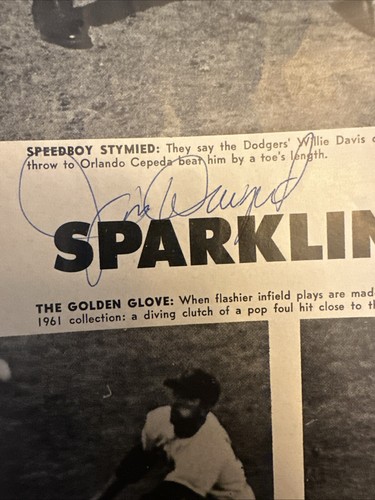 SPEEDBOY STYMIED: They say the Dodgers' Willie Davis c
throw to Orlando Cepeda beat him by a toe's length.
Jim Davenport
SPARKLIN
THE GOLDEN GLOVE: When flashier infield plays are mad
1961 collection: a diving clutch of a pop foul hit close to th